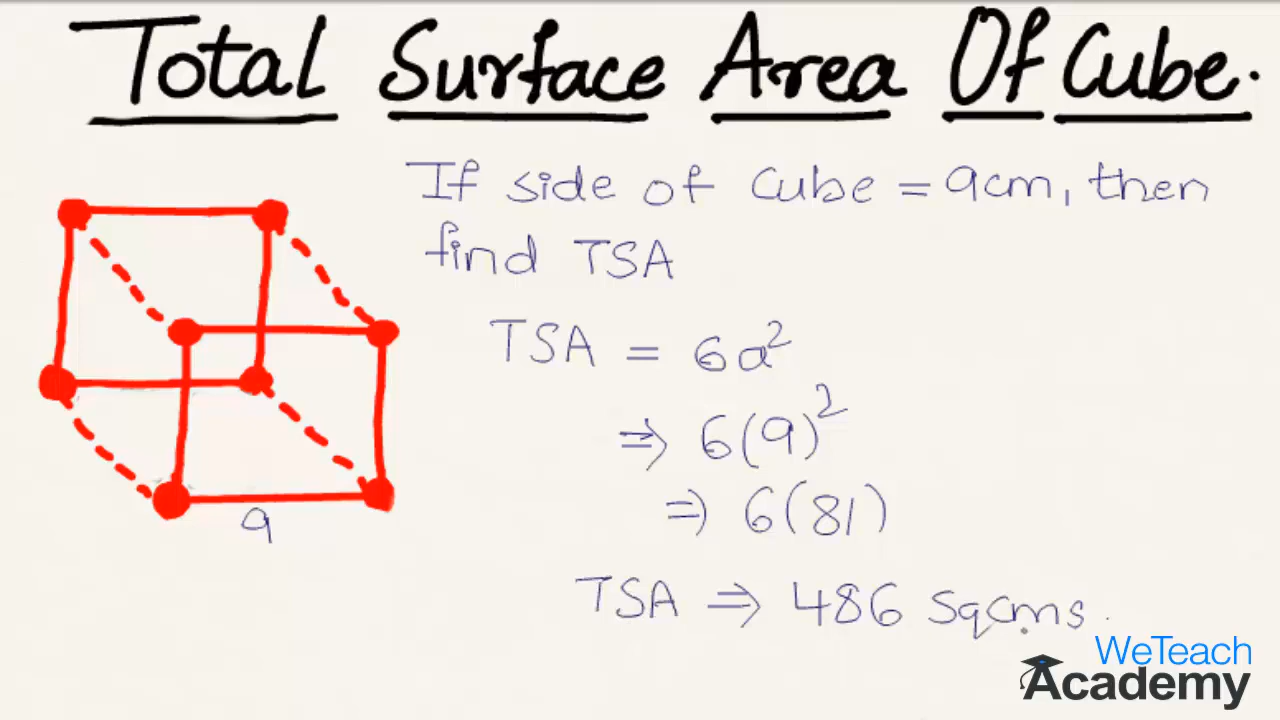 Total Surface Area Of Cube.
If side of Cube = 9cm, then
find TSA
TSA = 6a²
⇒ 6(9)²
⇒ 6(81)
9
TSA ⇒ 486 Sqcms.
WeTeach
Academy